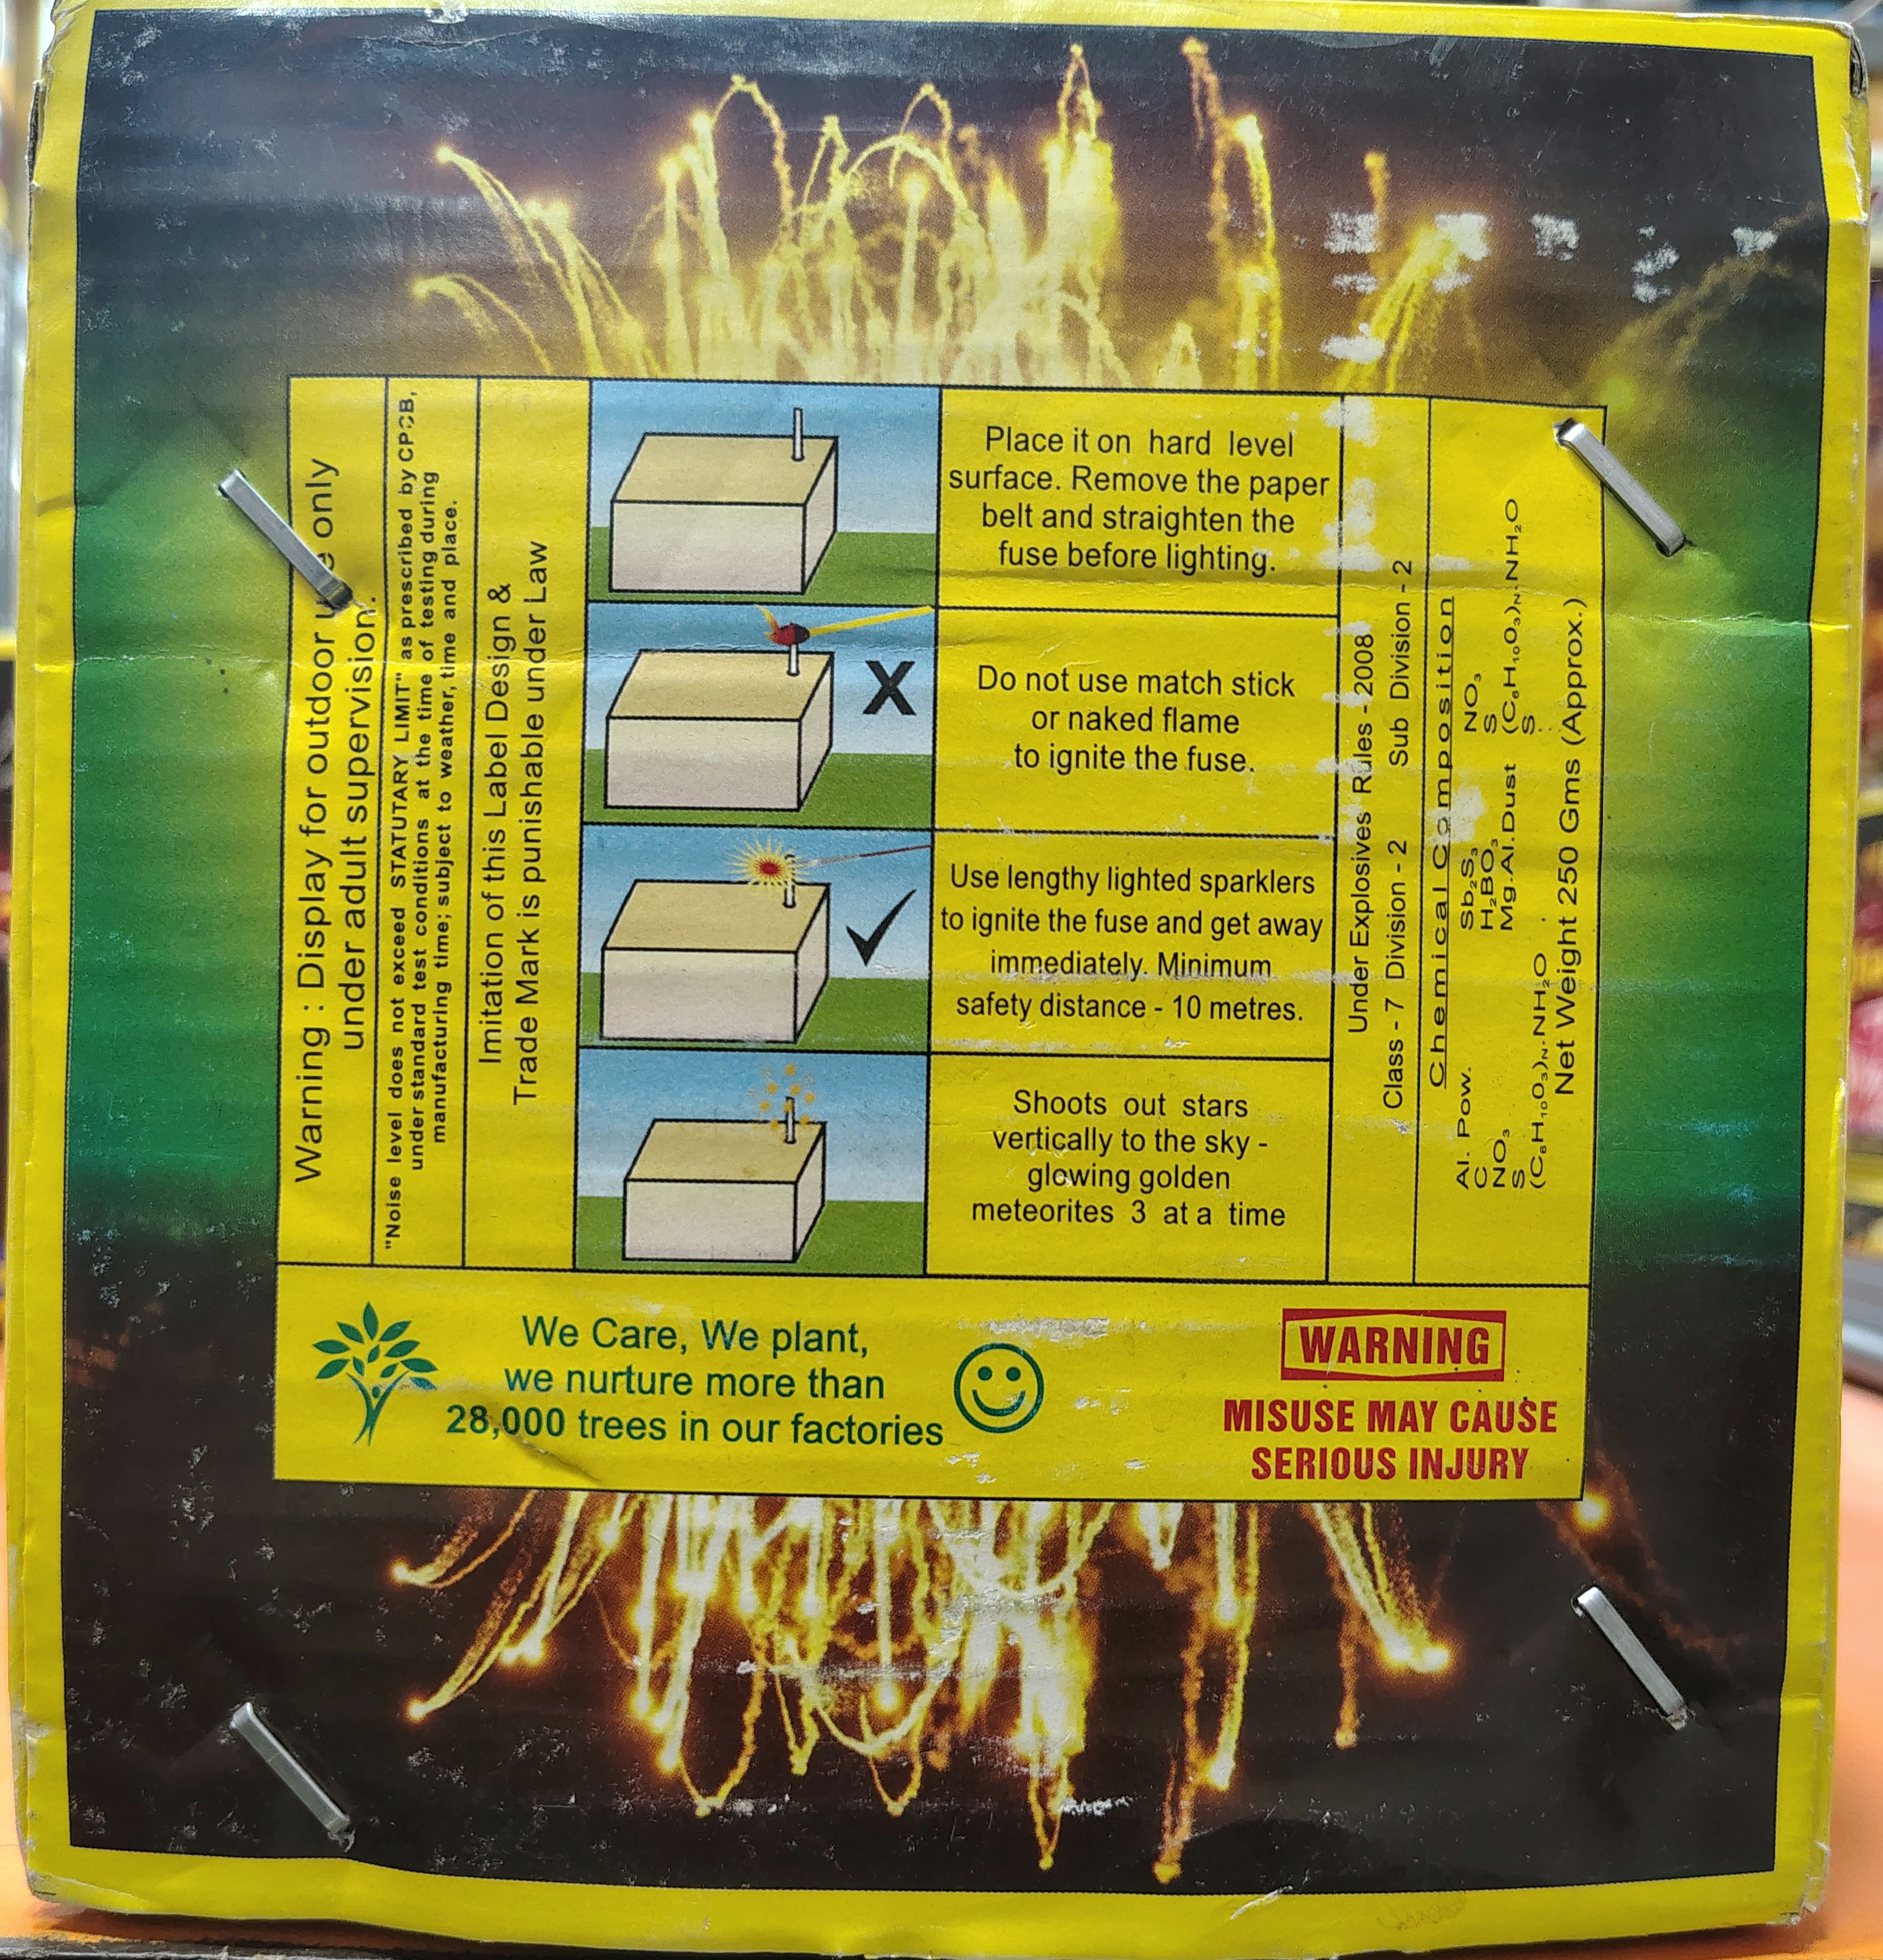 Warning : Display for outdoor only
under adult supervision.
"Noise level does not exceed STATUTARY LIMIT" as prescribed by CPCB,
under standard test conditions at the time of testing during
manufacturing time; subject to weather, time and place.
Imitation of this Label Design &
Trade Mark is punishable under Law
Place it on hard level
surface. Remove the paper
belt and straighten the
fuse before lighting.
X
Do not use match stick
or naked flame
to ignite the fuse.
Use lengthy lighted sparklers
to ignite the fuse and get away
immediately. Minimum
safety distance - 10 metres.
Shoots out stars
vertically to the sky -
glowing golden
meteorites 3 at a time
Under Explosives Rules - 2008
Class - 7 Division - 2 Sub Division - 2
Chemical Composition
Al. Pow. Sb₂S₃ NO₃
C H₂BO₃ S
NO₃ Mg.Al.Dust (C₆H₁₀O₃)N.NH₂O
S S
(C₆H₁₀O₃)N.NH₂O
Net Weight 250 Gms (Approx.)
We Care, We plant,
we nurture more than
28,000 trees in our factories
WARNING
MISUSE MAY CAUSE
SERIOUS INJURY